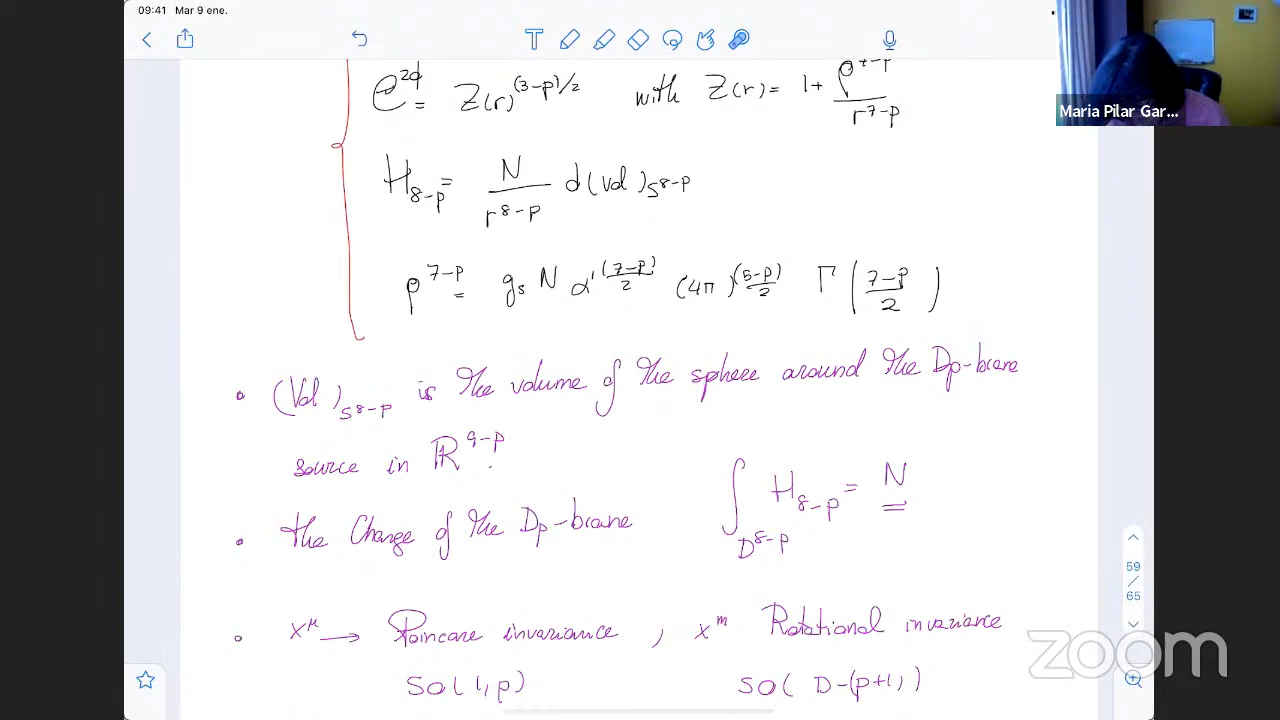 09:41 Mar 9 ene.
e^{2ϕ} = Z(r)^{(3-p)/2} with Z(r) = 1 + ρ^{7-p} / r^{7-p}
H_{8-p} = N / r^{8-p} d(Vol)_{S^{8-p}}
ρ^{7-p} = g_s N α'^{(7-p)/2} (4π)^{(5-p)/2} Γ((7-p)/2)
• (Vol)_{S^{8-p}} is the volume of the sphere around the Dp-brane
source in ℝ^{9-p}.
• the Change of the Dp-brane ∫_{D^{8-p}} H_{8-p} = N
• x^μ → Poincare invariance, x^m Rotational invariance
SO(1,p) SO(D-(p+1))
Maria Pilar Gar...
59
/
65
zoom